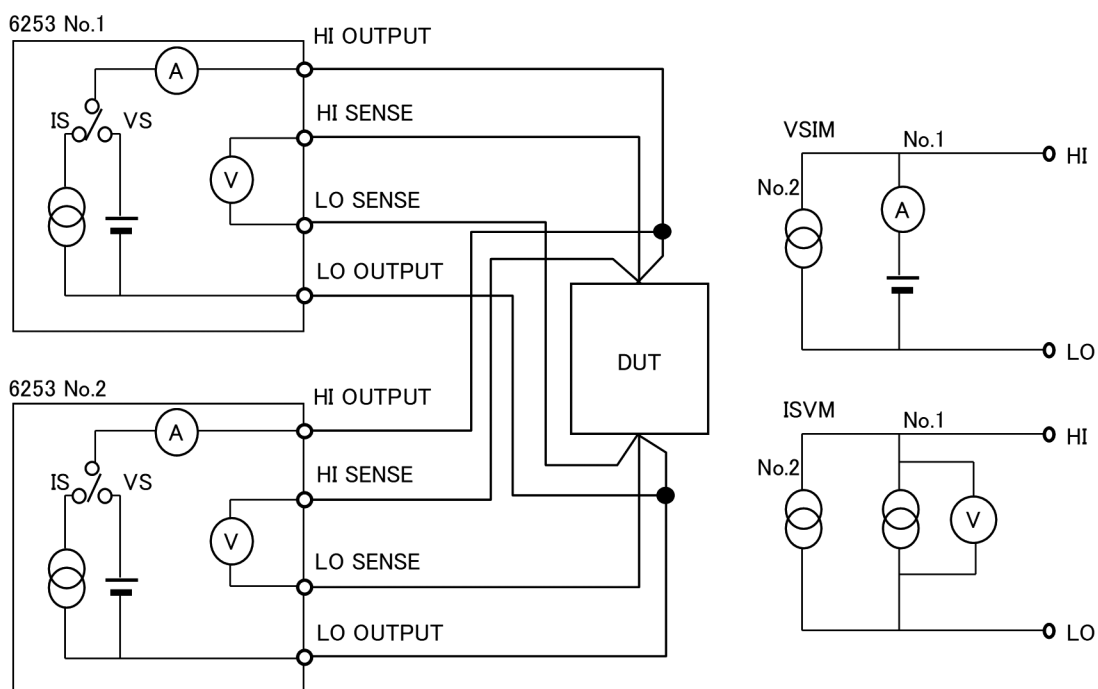 6253 No.1
HI OUTPUT
A
IS
VS
HI SENSE
V
LO SENSE
LO OUTPUT
6253 No.2
HI OUTPUT
A
IS
VS
HI SENSE
V
LO SENSE
LO OUTPUT
DUT
VSIM
No.1
HI
No.2
A
LO
ISVM
No.1
HI
No.2
V
LO